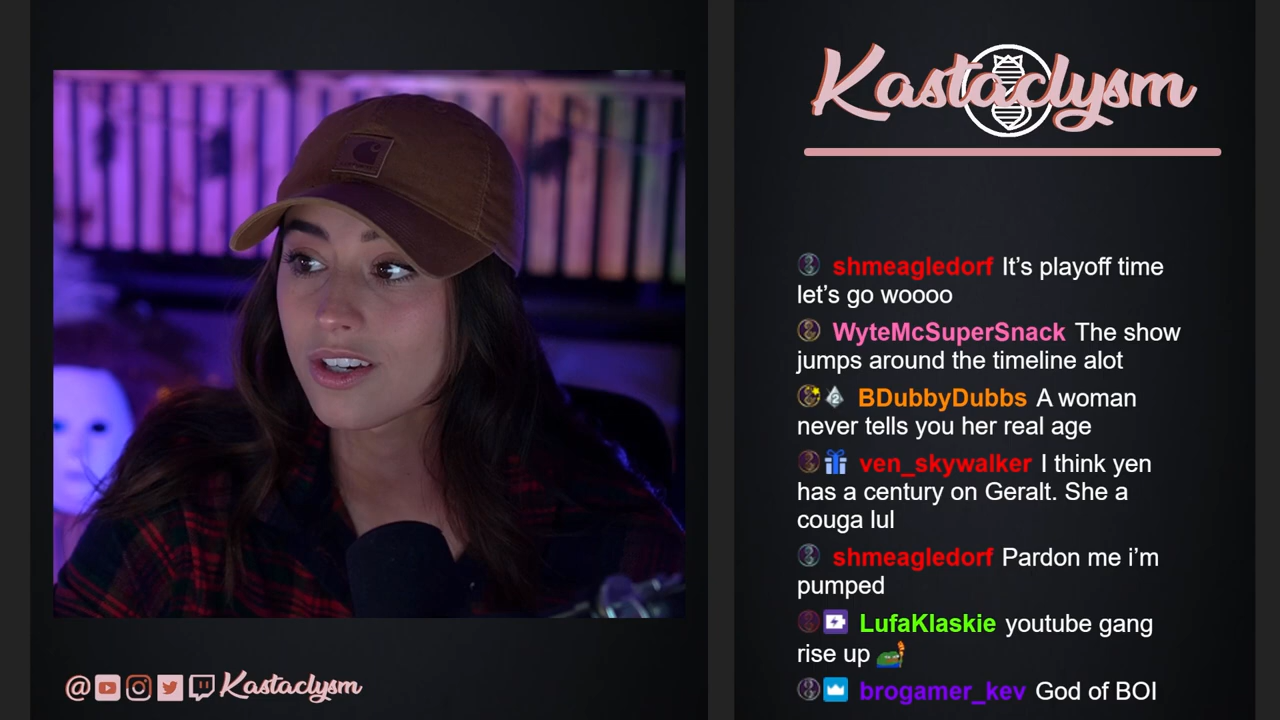 Kastaclysm
shmeagledorf It’s playoff time
let’s go woooo
WyteMcSuperSnack The show
jumps around the timeline alot
BDubbyDubbs A woman
never tells you her real age
ven_skywalker I think yen
has a century on Geralt. She a
couga lul
shmeagledorf Pardon me i’m
pumped
LufaKlaskie youtube gang
rise up
brogamer_kev God of BOI
@ Kastaclysm